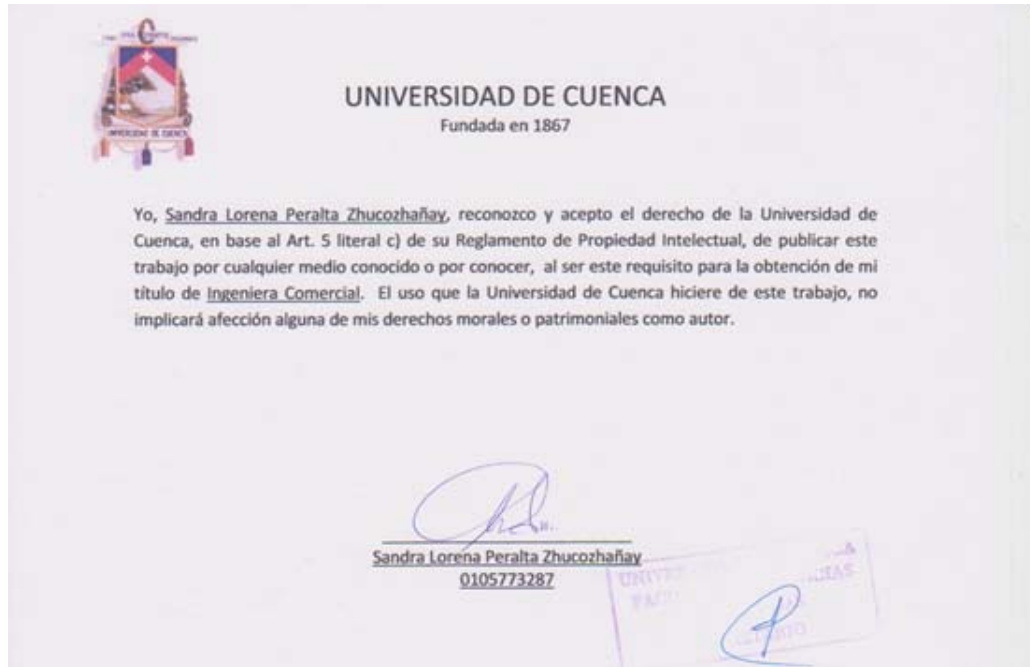 UNIVERSIDAD DE CUENCA
UNIVERSIDAD DE CUENCA
Fundada en 1867
Yo, Sandra Lorena Peralta Zhucozhañay, reconozco y acepto el derecho de la Universidad de
Cuenca, en base al Art. 5 literal c) de su Reglamento de Propiedad Intelectual, de publicar este
trabajo por cualquier medio conocido o por conocer, al ser este requisito para la obtención de mi
título de Ingeniera Comercial. El uso que la Universidad de Cuenca hiciere de este trabajo, no
implicará afección alguna de mis derechos morales o patrimoniales como autor.
Sandra Lorena Peralta Zhucozhañay
0105773287